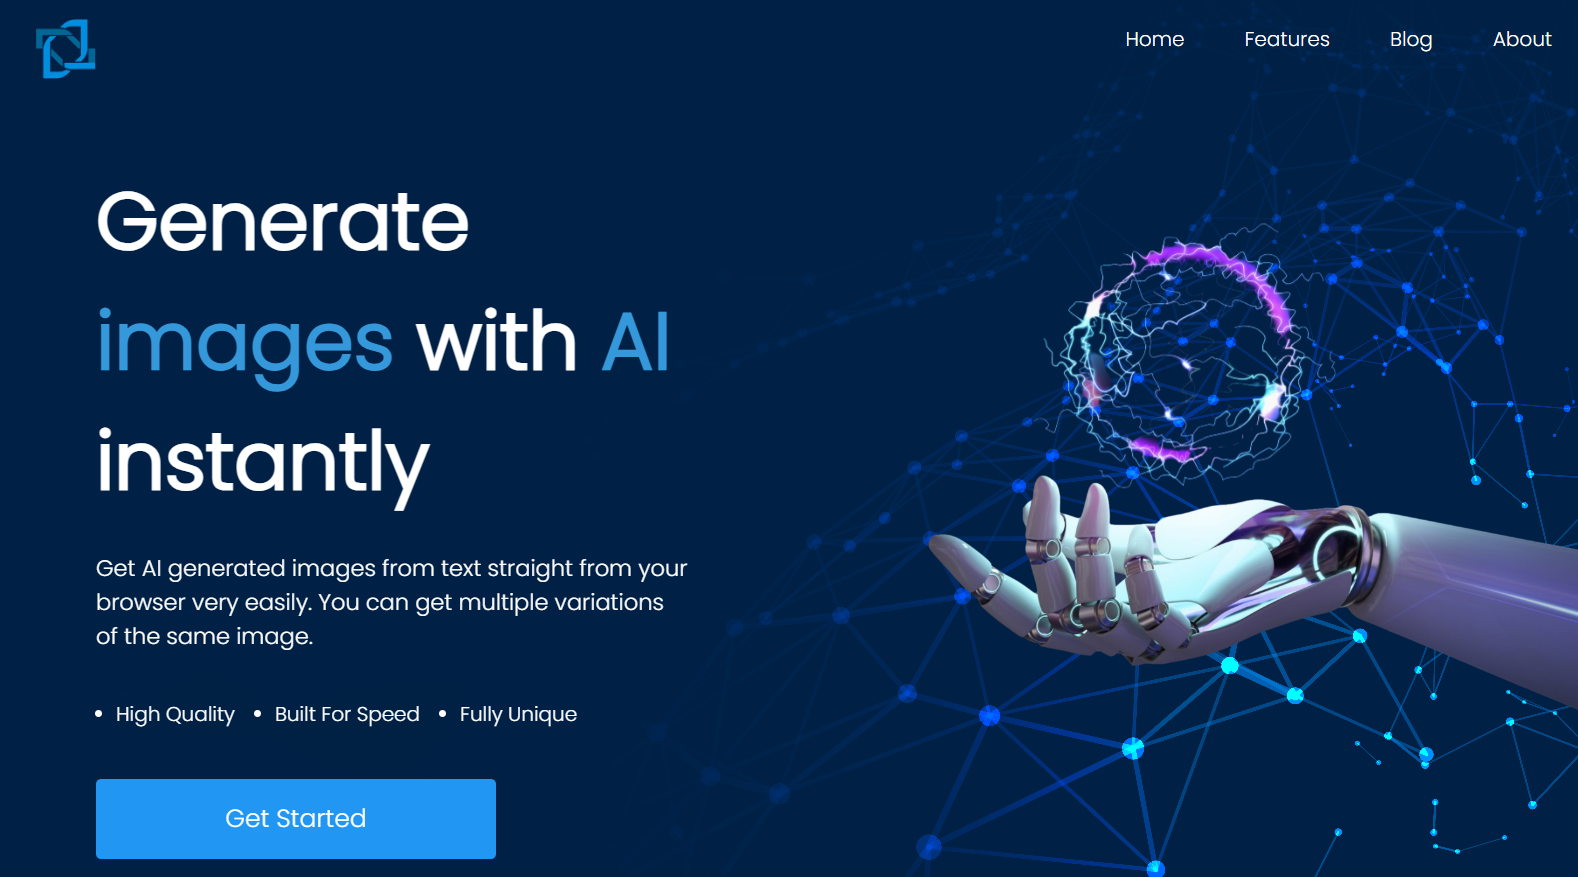 Home Features Blog About
Generate
images with AI
instantly
Get AI generated images from text straight from your
browser very easily. You can get multiple variations
of the same image.
• High Quality • Built For Speed • Fully Unique
Get Started